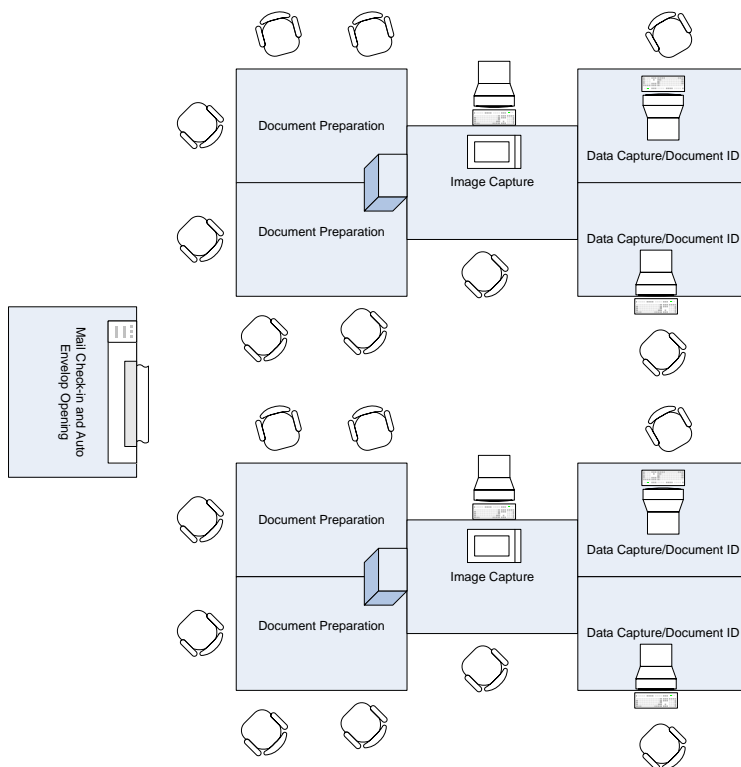 Document Preparation
Data Capture/Document ID
Image Capture
Document Preparation
Data Capture/Document ID
Mail Check-in and Auto
Envelop Opening
Document Preparation
Data Capture/Document ID
Image Capture
Document Preparation
Data Capture/Document ID